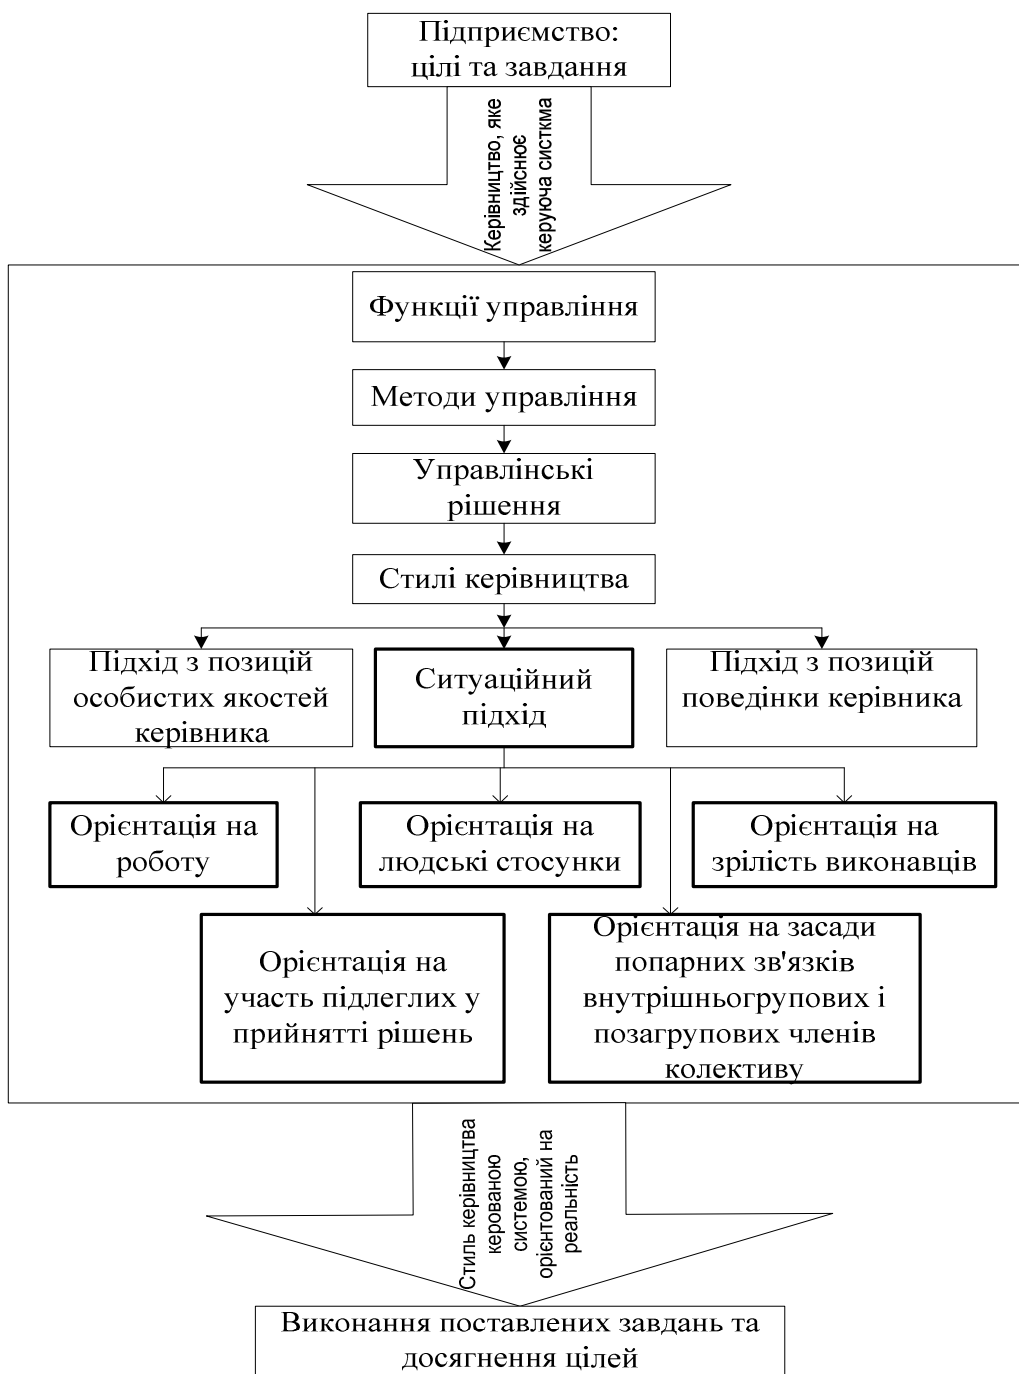 Підприємство:
цілі та завдання
Керівництво, яке
здійснює
керуюча систкма
Функції управління
Методи управління
Управлінські
рішення
Стилі керівництва
Підхід з позицій
особистих якостей
керівника
Ситуаційний
підхід
Підхід з позицій
поведінки керівника
Орієнтація на
роботу
Орієнтація на
людські стосунки
Орієнтація на
зрілість виконавців
Орієнтація на
участь підлеглих у
прийнятті рішень
Орієнтація на засади
попарних зв'язків
внутрішньогрупових і
позагрупових членів
колективу
Стиль керівництва
керованою
системою,
орієнтований на
реальність
Виконання поставлених завдань та
досягнення цілей